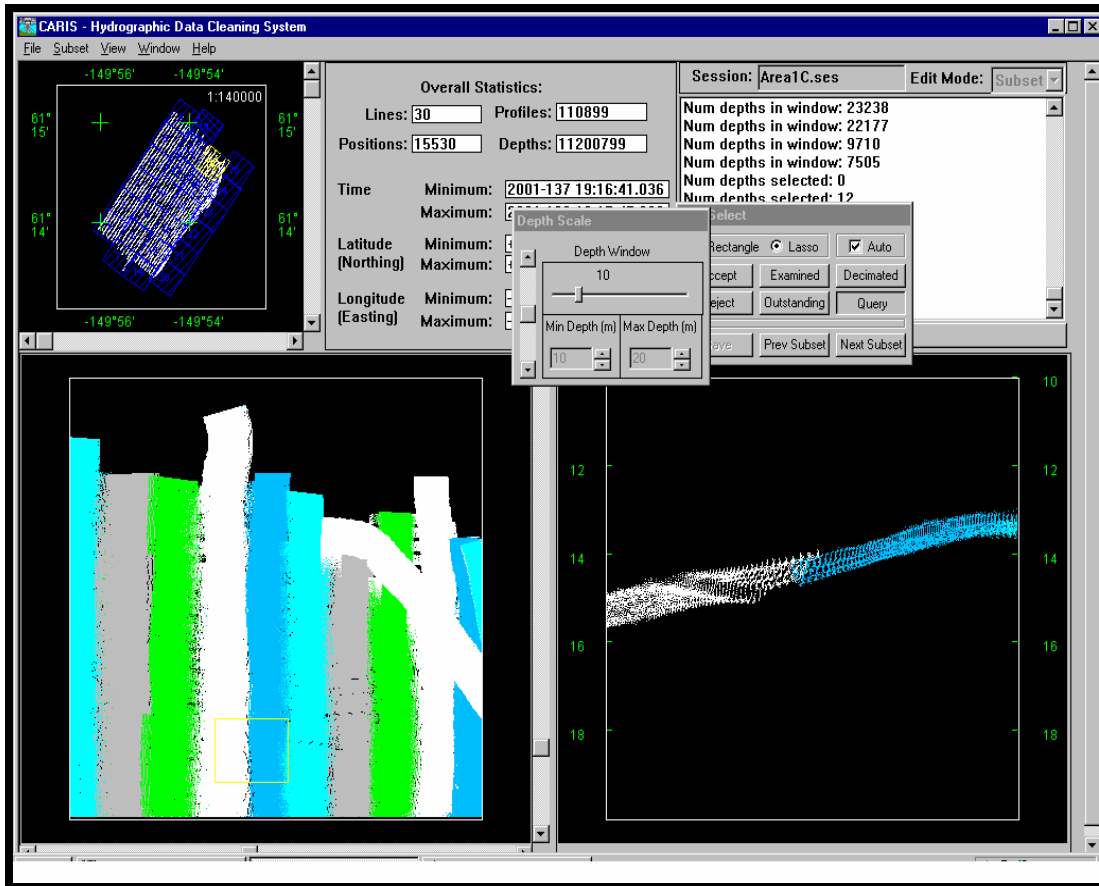 CARIS - Hydrographic Data Cleaning System
File Subset View Window Help
-149°56' -149°54'
1:140000
61° 15' 61° 15'
61° 14' 61° 14'
-149°56' -149°54'
Overall Statistics:
Lines: 30 Profiles: 110899
Positions: 15530 Depths: 11200799
Time Minimum: 2001-137 19:16:41.036
Maximum:
Latitude Minimum:
(Northing) Maximum:
Longitude Minimum:
(Easting) Maximum:
Session: Area1C.ses Edit Mode: Subset
Num depths in window: 23238
Num depths in window: 22177
Num depths in window: 9710
Num depths in window: 7505
Num depths selected: 0
Num depths selected: 12
Depth Scale
Depth Window
10
Min Depth (m) Max Depth (m)
10 20
Select
Rectangle Lasso Auto
Examined Decimated
Outstanding Query
Prev Subset Next Subset
10
12 12
14 14
16 16
18 18